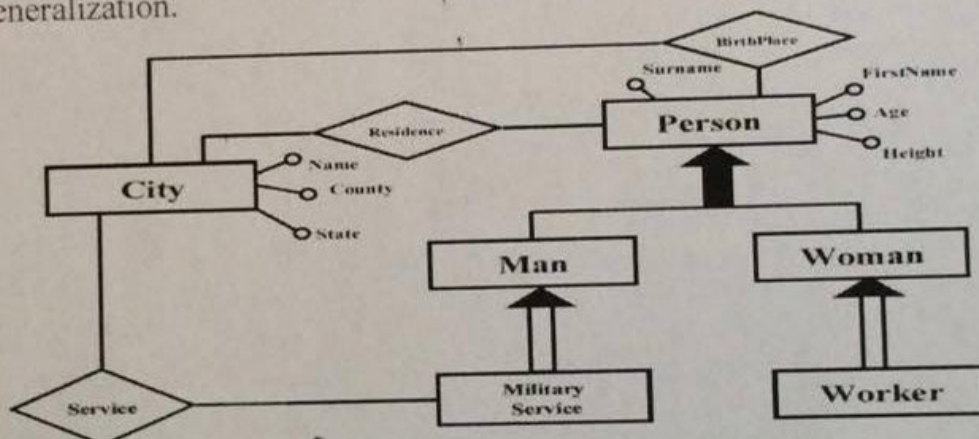 eneralization.
BirthPlace
Surname
FirstName
Person
Age
Height
Residence
City
Name
County
State
Man
Woman
Service
Military
Service
Worker